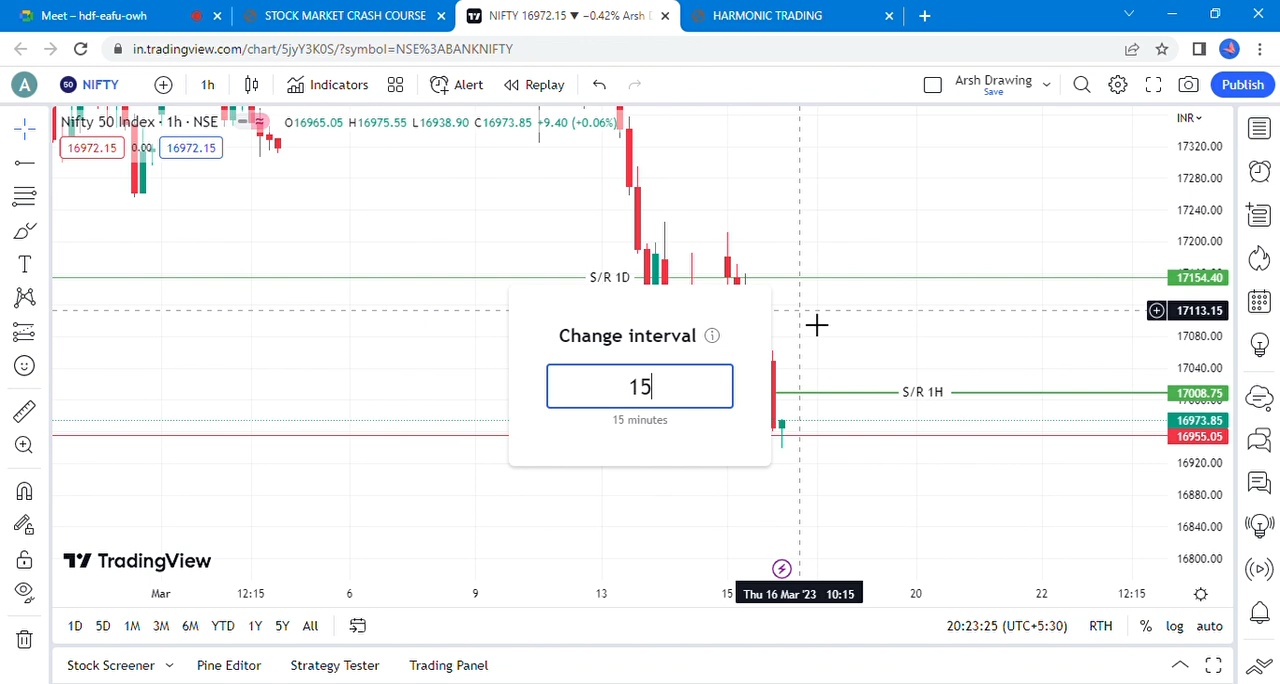 Meet – hdf-eafu-owh
STOCK MARKET CRASH COURSE
NIFTY 16972.15 ▼ −0.42% Arsh
HARMONIC TRADING
in.tradingview.com/chart/5jyY3K0S/?symbol=NSE%3ABANKNIFTY
A
50 NIFTY
1h
Indicators
Alert
Replay
Arsh Drawing
Save
Publish
Nifty 50 Index · 1h · NSE
O16965.05 H16975.55 L16938.90 C16973.85 +9.40 (+0.06%)
INR
16972.15
0.00
16972.15
17320.00
17280.00
17240.00
17200.00
S/R 1D
17154.40
17113.15
17080.00
17040.00
S/R 1H
17008.75
16973.85
16955.05
16920.00
16880.00
16840.00
16800.00
Change interval
15
15 minutes
TradingView
Mar
12:15
6
9
13
15
Thu 16 Mar '23 10:15
20
22
12:15
1D
5D
1M
3M
6M
YTD
1Y
5Y
All
20:23:25 (UTC+5:30)
RTH
%
log
auto
Stock Screener
Pine Editor
Strategy Tester
Trading Panel